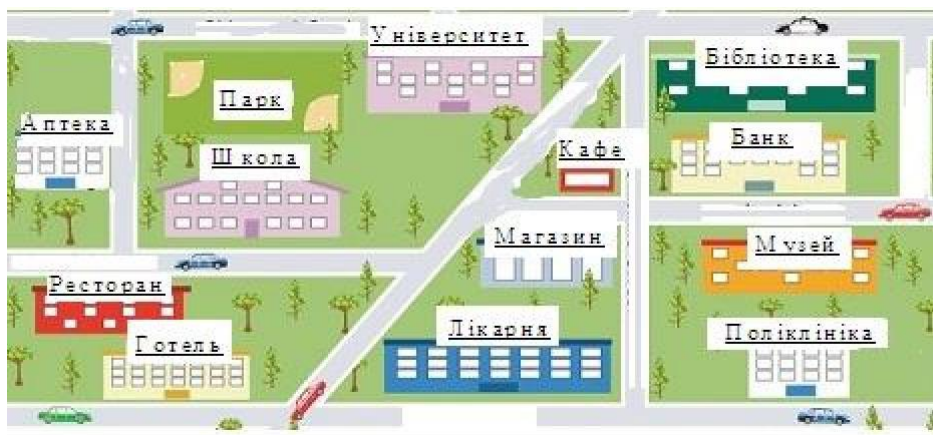 Університет
Бібліотека
Парк
Аптека
Банк
Кафе
Школа
Магазин
Музей
Ресторан
Лікарня
Поліклініка
Готель